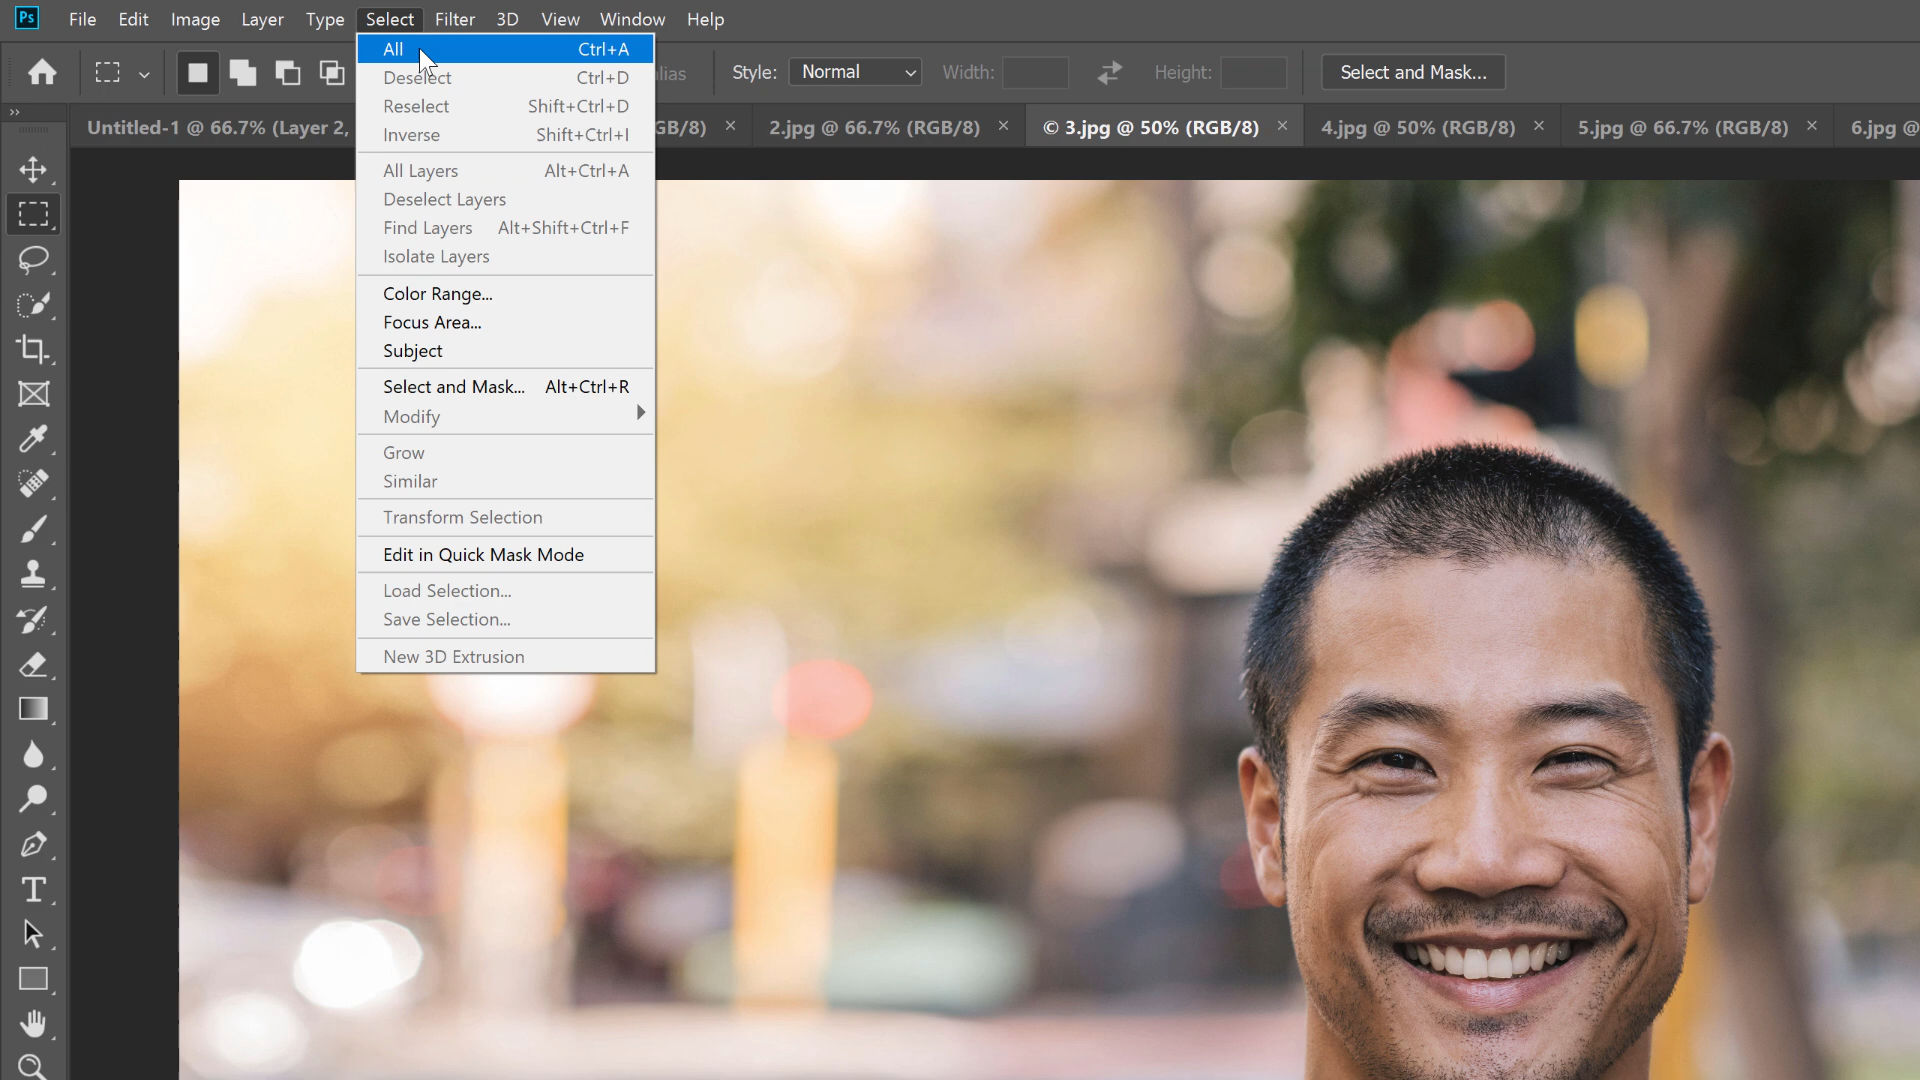 Ps File Edit Image Layer Type Select Filter 3D View Window Help
Style: Normal Width: Height: Select and Mask...
Untitled-1 @ 66.7% (Layer 2, GB/8) × 2.jpg @ 66.7% (RGB/8) × © 3.jpg @ 50% (RGB/8) × 4.jpg @ 50% (RGB/8) × 5.jpg @ 66.7% (RGB/8) × 6.jpg @
All Ctrl+A
Deselect Ctrl+D
Reselect Shift+Ctrl+D
Inverse Shift+Ctrl+I
All Layers Alt+Ctrl+A
Deselect Layers
Find Layers Alt+Shift+Ctrl+F
Isolate Layers
Color Range...
Focus Area...
Subject
Select and Mask... Alt+Ctrl+R
Modify
Grow
Similar
Transform Selection
Edit in Quick Mask Mode
Load Selection...
Save Selection...
New 3D Extrusion